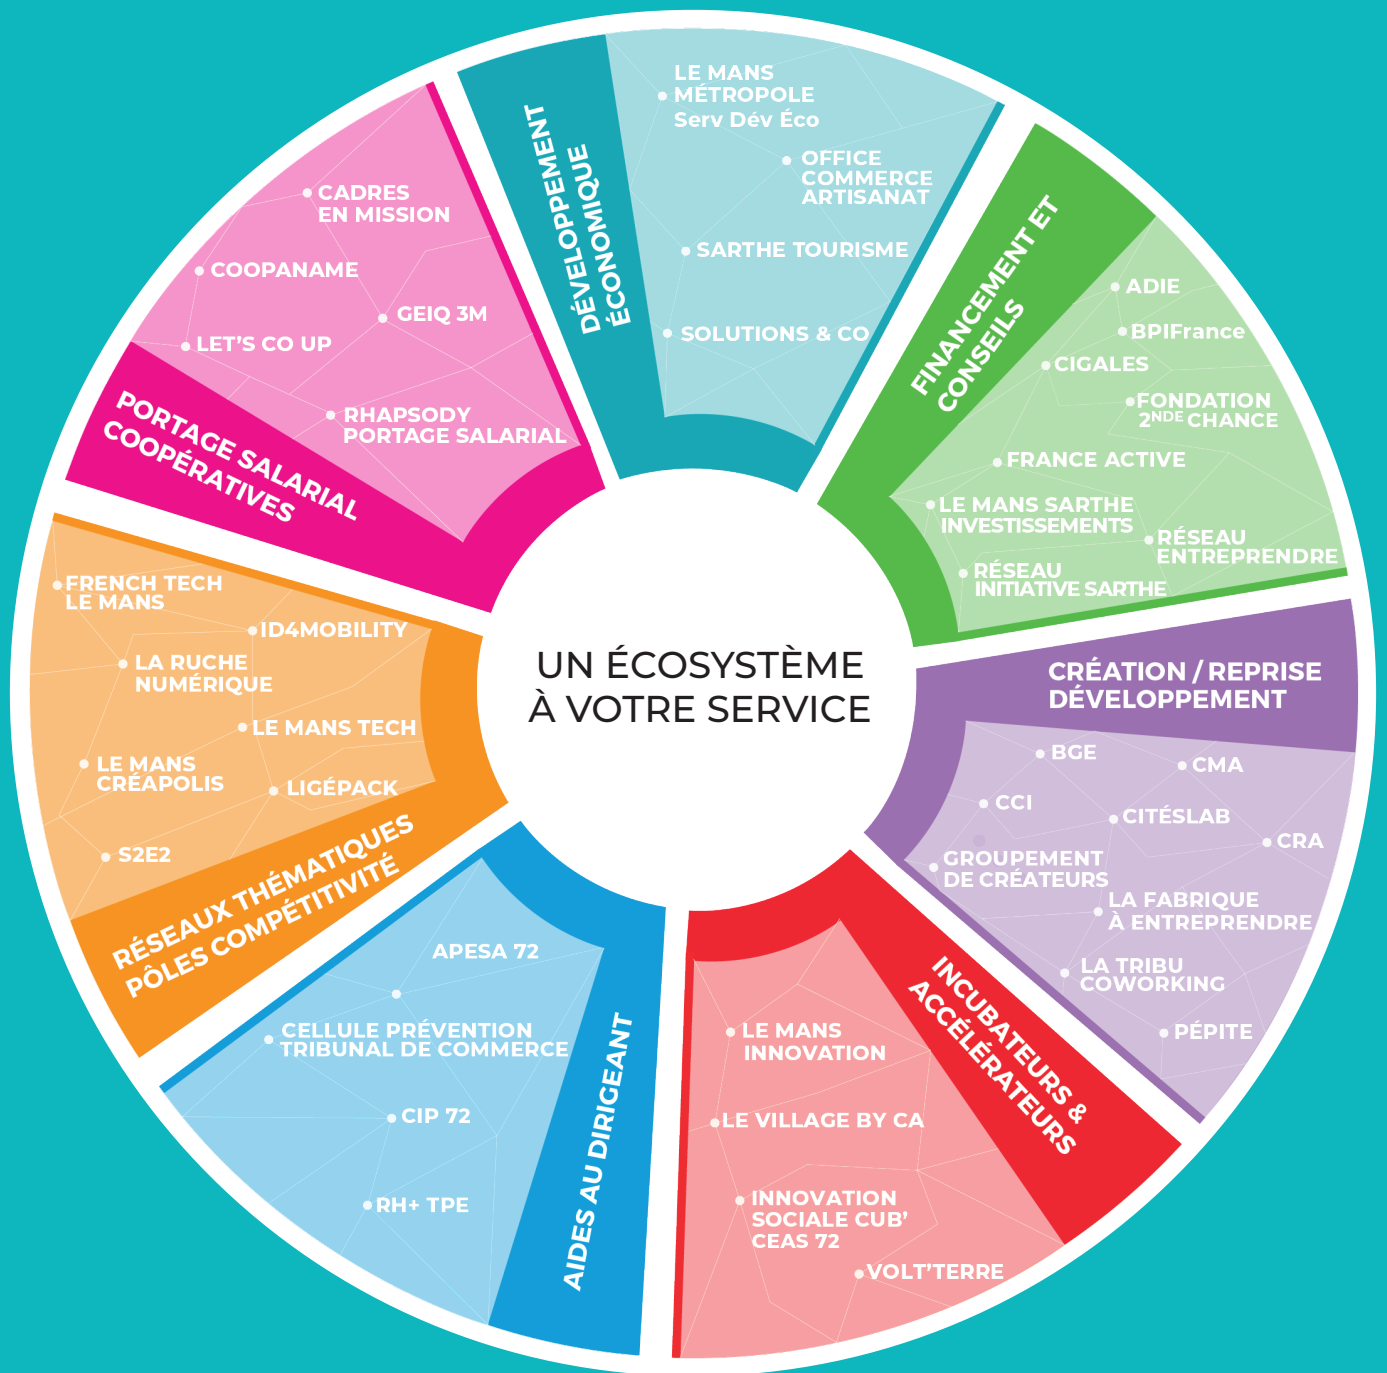 UN ÉCOSYSTÈME
À VOTRE SERVICE
DÉVELOPPEMENT
ÉCONOMIQUE
LE MANS
MÉTROPOLE
Serv Dév Éco
OFFICE
COMMERCE
ARTISANAT
SARTHE TOURISME
SOLUTIONS & CO
FINANCEMENT ET
CONSEILS
ADIE
BPIFrance
CIGALES
FONDATION
2NDE CHANCE
FRANCE ACTIVE
LE MANS SARTHE
INVESTISSEMENTS
RÉSEAU
ENTREPRENDRE
RÉSEAU
INITIATIVE SARTHE
CRÉATION / REPRISE
DÉVELOPPEMENT
BGE
CMA
CCI
CITÉSLAB
CRA
GROUPEMENT
DE CRÉATEURS
LA FABRIQUE
À ENTREPRENDRE
LA TRIBU
COWORKING
PÉPITE
INCUBATEURS &
ACCÉLÉRATEURS
LE MANS
INNOVATION
LE VILLAGE BY CA
INNOVATION
SOCIALE CUB’
CEAS 72
VOLT’TERRE
AIDES AU DIRIGEANT
APESA 72
CELLULE PRÉVENTION
TRIBUNAL DE COMMERCE
CIP 72
RH+ TPE
RÉSEAUX THÉMATIQUES
PÔLES COMPÉTITIVITÉ
FRENCH TECH
LE MANS
ID4MOBILITY
LA RUCHE
NUMÉRIQUE
LE MANS TECH
LE MANS
CRÉAPOLIS
LIGÉPACK
S2E2
PORTAGE SALARIAL
COOPÉRATIVES
CADRES
EN MISSION
COOPANAME
GEIQ 3M
LET’S CO UP
RHAPSODY
PORTAGE SALARIAL